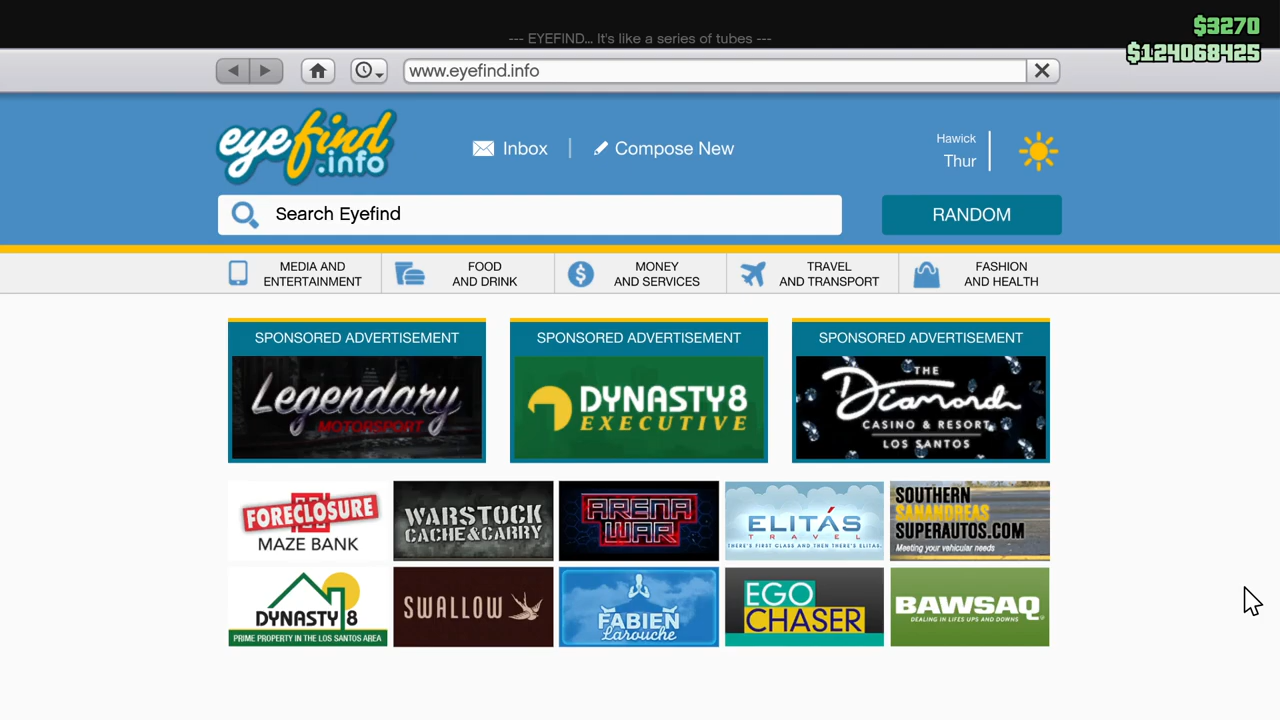 --- EYEFIND... It's like a series of tubes ---
$3270
$124068425
www.eyefind.info
eyefind
.info
Inbox
Compose New
Hawick
Thur
Search Eyefind
RANDOM
MEDIA AND
ENTERTAINMENT
FOOD
AND DRINK
MONEY
AND SERVICES
TRAVEL
AND TRANSPORT
FASHION
AND HEALTH
SPONSORED ADVERTISEMENT
Legendary
MOTORSPORT
SPONSORED ADVERTISEMENT
DYNASTY8
EXECUTIVE
SPONSORED ADVERTISEMENT
THE
Diamond
CASINO & RESORT
LOS SANTOS
FORECLOSURE
MAZE BANK
WARSTOCK
CACHE&CARRY
ARENA
WAR
ELITÁS
TRAVEL
THERE'S FIRST CLASS AND THEN THERE'S ELITAS.
SOUTHERN
SANANDREAS
SUPERAUTOS.COM
Meeting your vehicular needs
DYNASTY 8
PRIME PROPERTY IN THE LOS SANTOS AREA
SWALLOW
FABIEN
Larouche
EGO
CHASER
BAWSAQ
DEALING IN LIFES UPS AND DOWNS